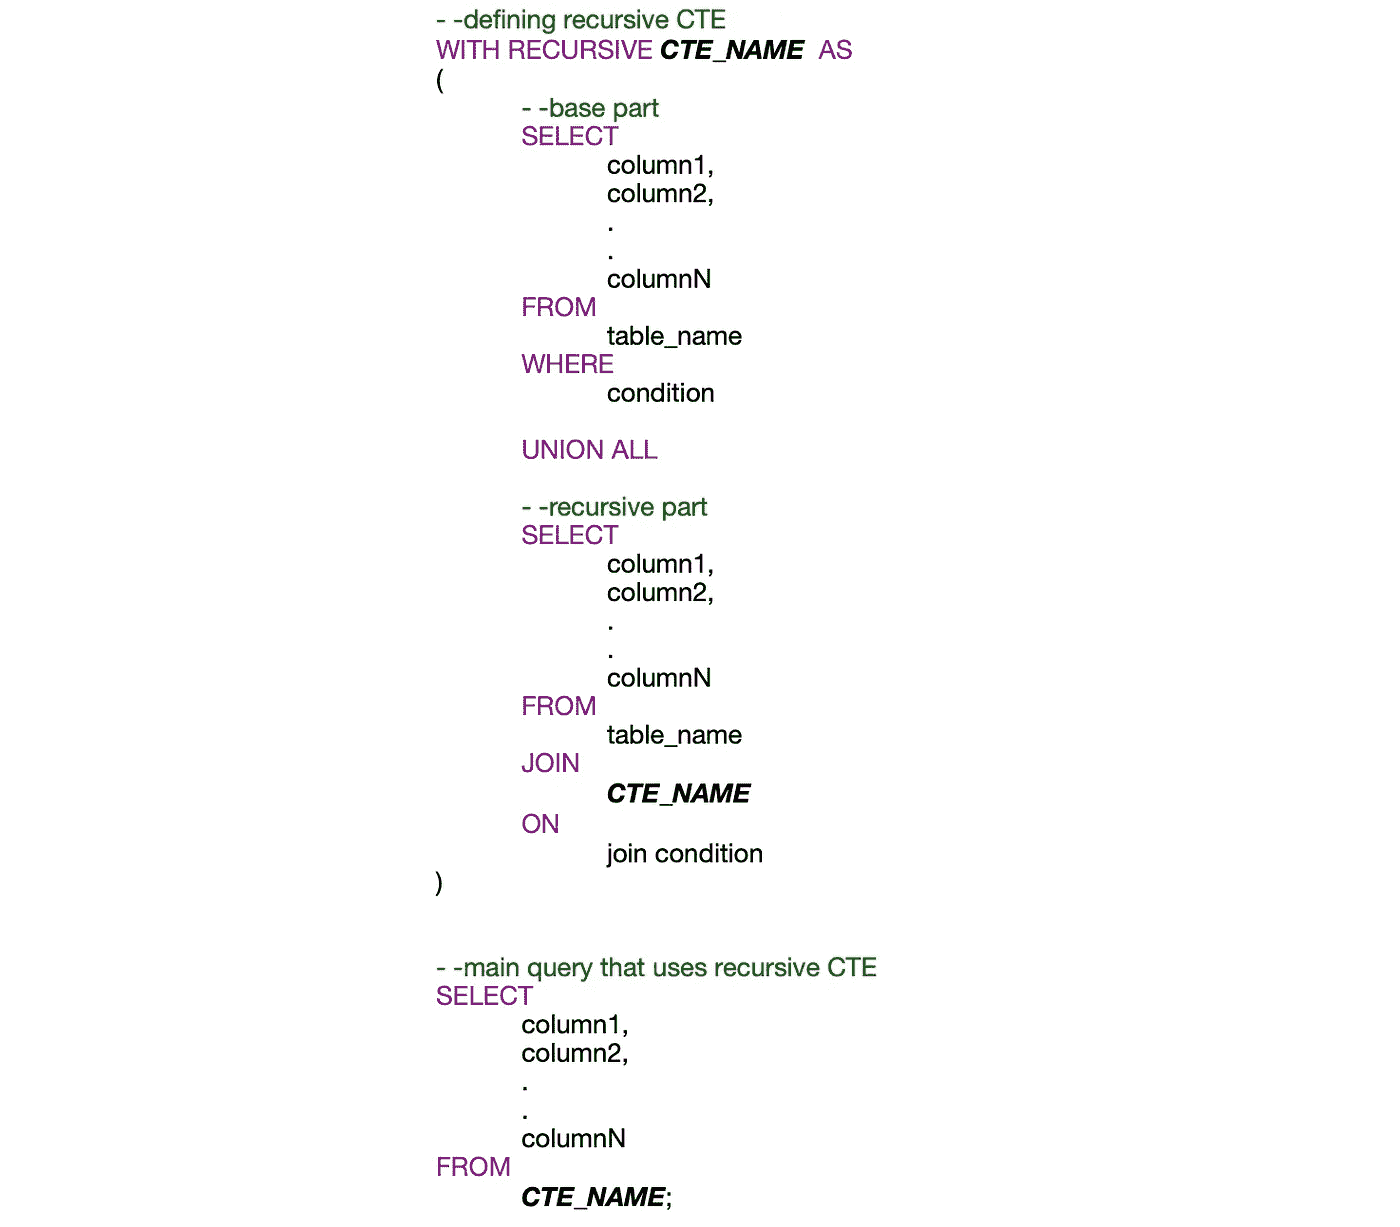 - -defining recursive CTE
WITH RECURSIVE CTE_NAME  AS
(
- -base part
SELECT
column1,
column2,
.
.
columnN
FROM
table_name
WHERE
condition
UNION ALL
- -recursive part
SELECT
column1,
column2,
.
.
columnN
FROM
table_name
JOIN
CTE_NAME
ON
join condition
)
- -main query that uses recursive CTE
SELECT
column1,
column2,
.
.
columnN
FROM
CTE_NAME;